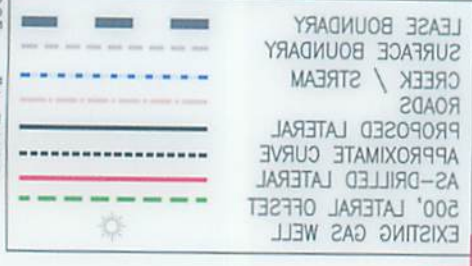 LEASE BOUNDARY
SURFACE BOUNDARY
CREEK / STREAM
ROADS
PROPOSED LATERAL
APPROXIMATE CURVE
AS-DRILLED LATERAL
500' LATERAL OFFSET
EXISTING GAS WELL